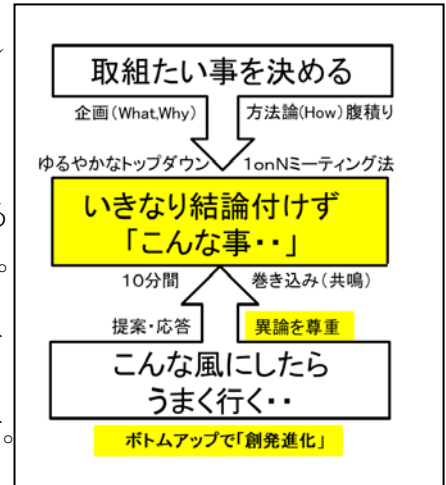 取組たい事を決める
企画(What,Why) 方法論(How)腹積り
ゆるやかなトップダウン 1onNミーティング法
いきなり結論付けず
「こんな事・・」
10分間 巻き込み(共鳴)
提案・応答 異論を尊重
こんな風にしたら
うまく行く・・
ボトムアップで「創発進化」
る
。
。